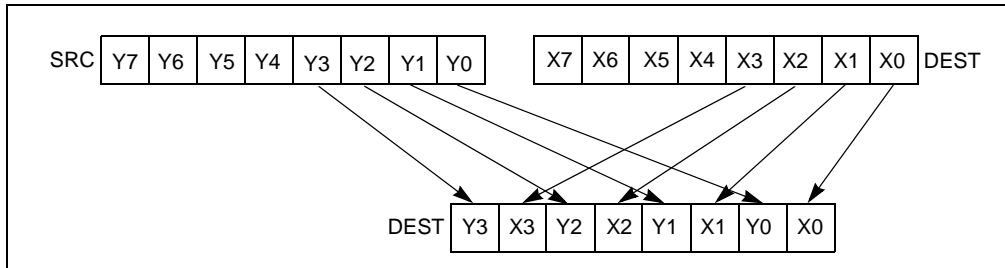 SRC Y7 Y6 Y5 Y4 Y3 Y2 Y1 Y0 X7 X6 X5 X4 X3 X2 X1 X0 DEST
DEST Y3 X3 Y2 X2 Y1 X1 Y0 X0